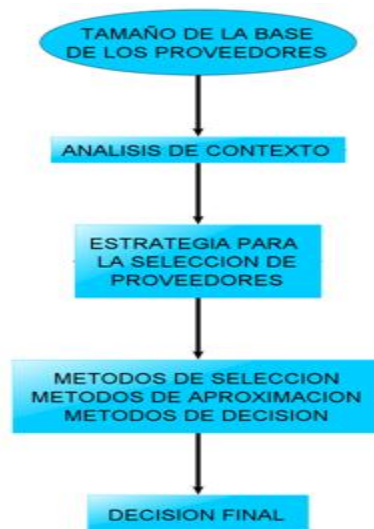 TAMAÑO DE LA BASE
DE LOS PROVEEDORES
ANALISIS DE CONTEXTO
ESTRATEGIA PARA
LA SELECCION DE
PROVEEDORES
METODOS DE SELECCION
METODOS DE APROXIMACION
METODOS DE DECISION
DECISION FINAL